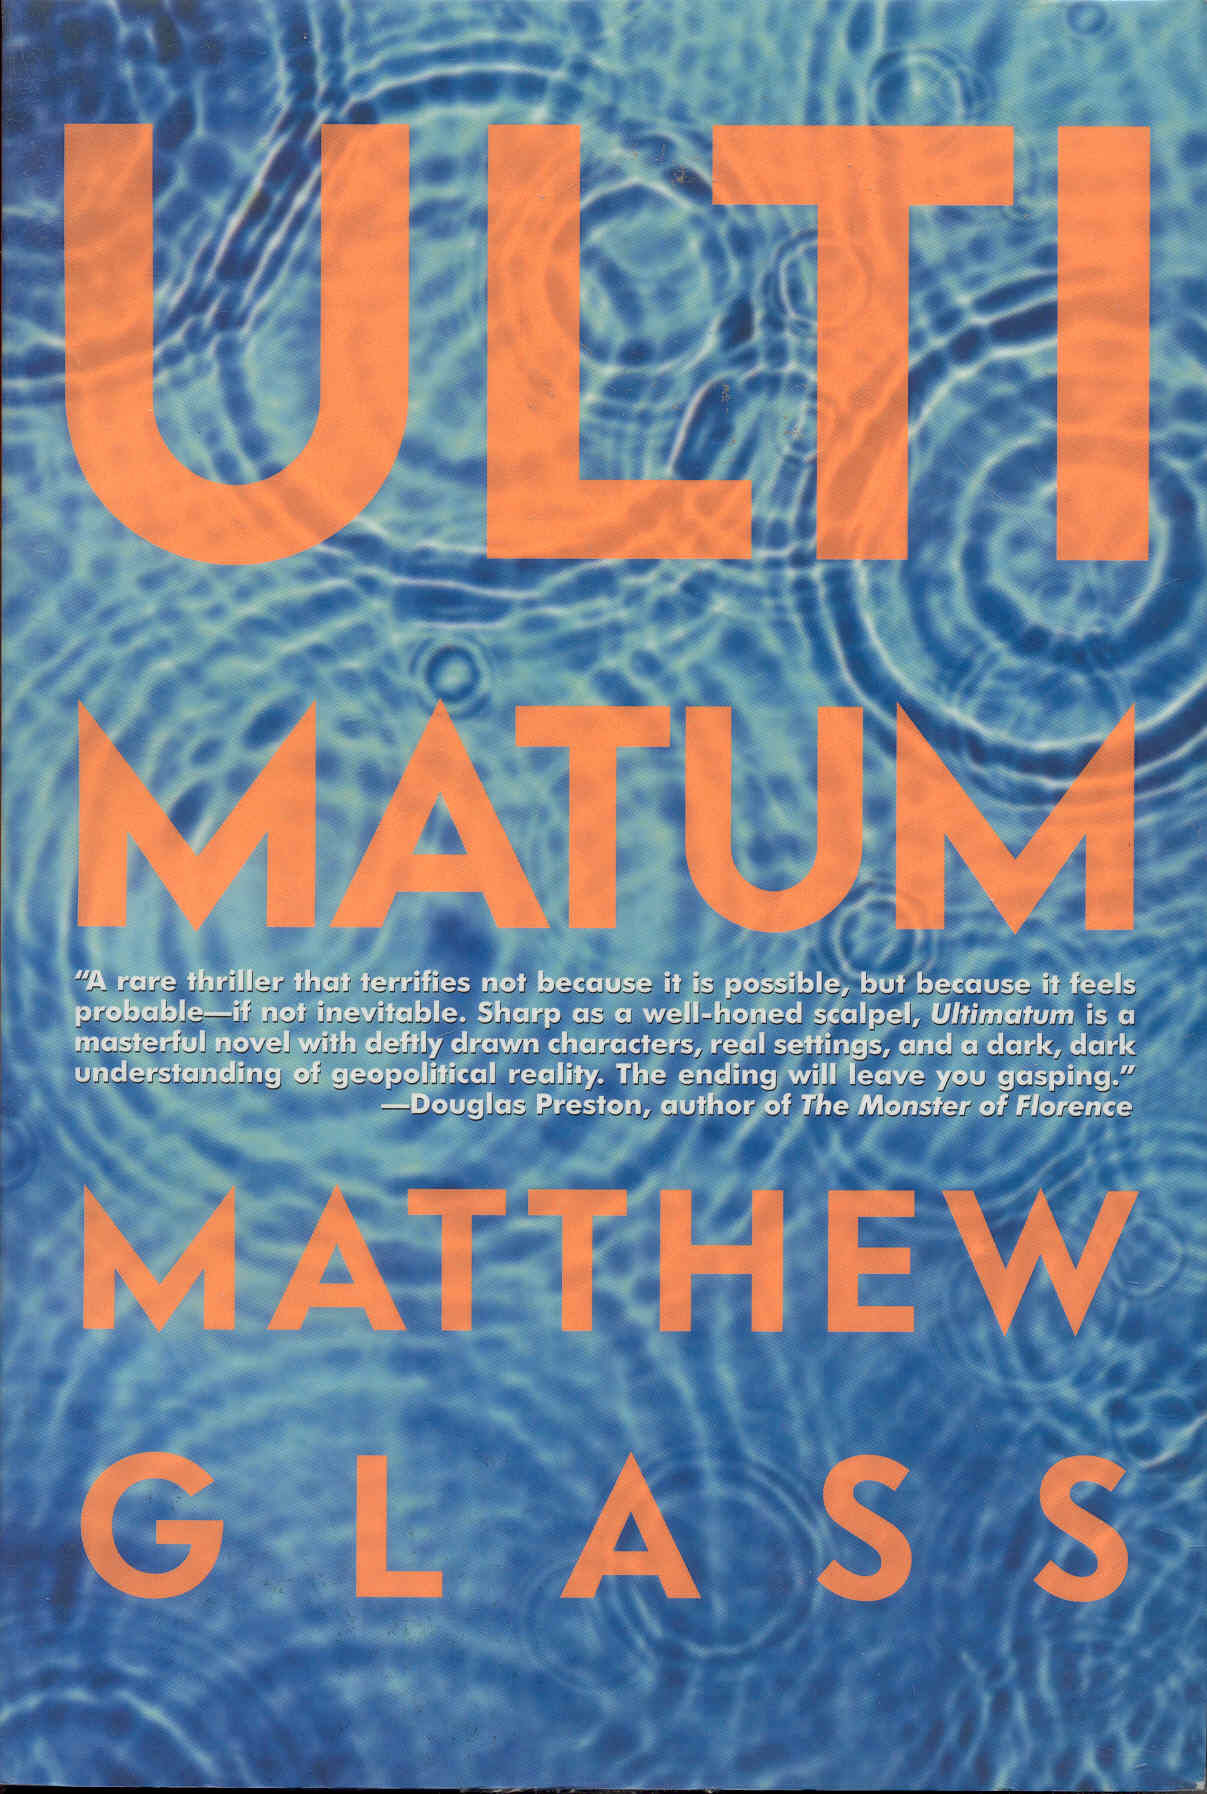 ULTI
MATUM
“A rare thriller that terrifies not because it is possible, but because it feels
probable—if not inevitable. Sharp as a well-honed scalpel, Ultimatum is a
masterful novel with deftly drawn characters, real settings, and a dark, dark
understanding of geopolitical reality. The ending will leave you gasping.”
—Douglas Preston, author of The Monster of Florence
MATTHEW
GLASS